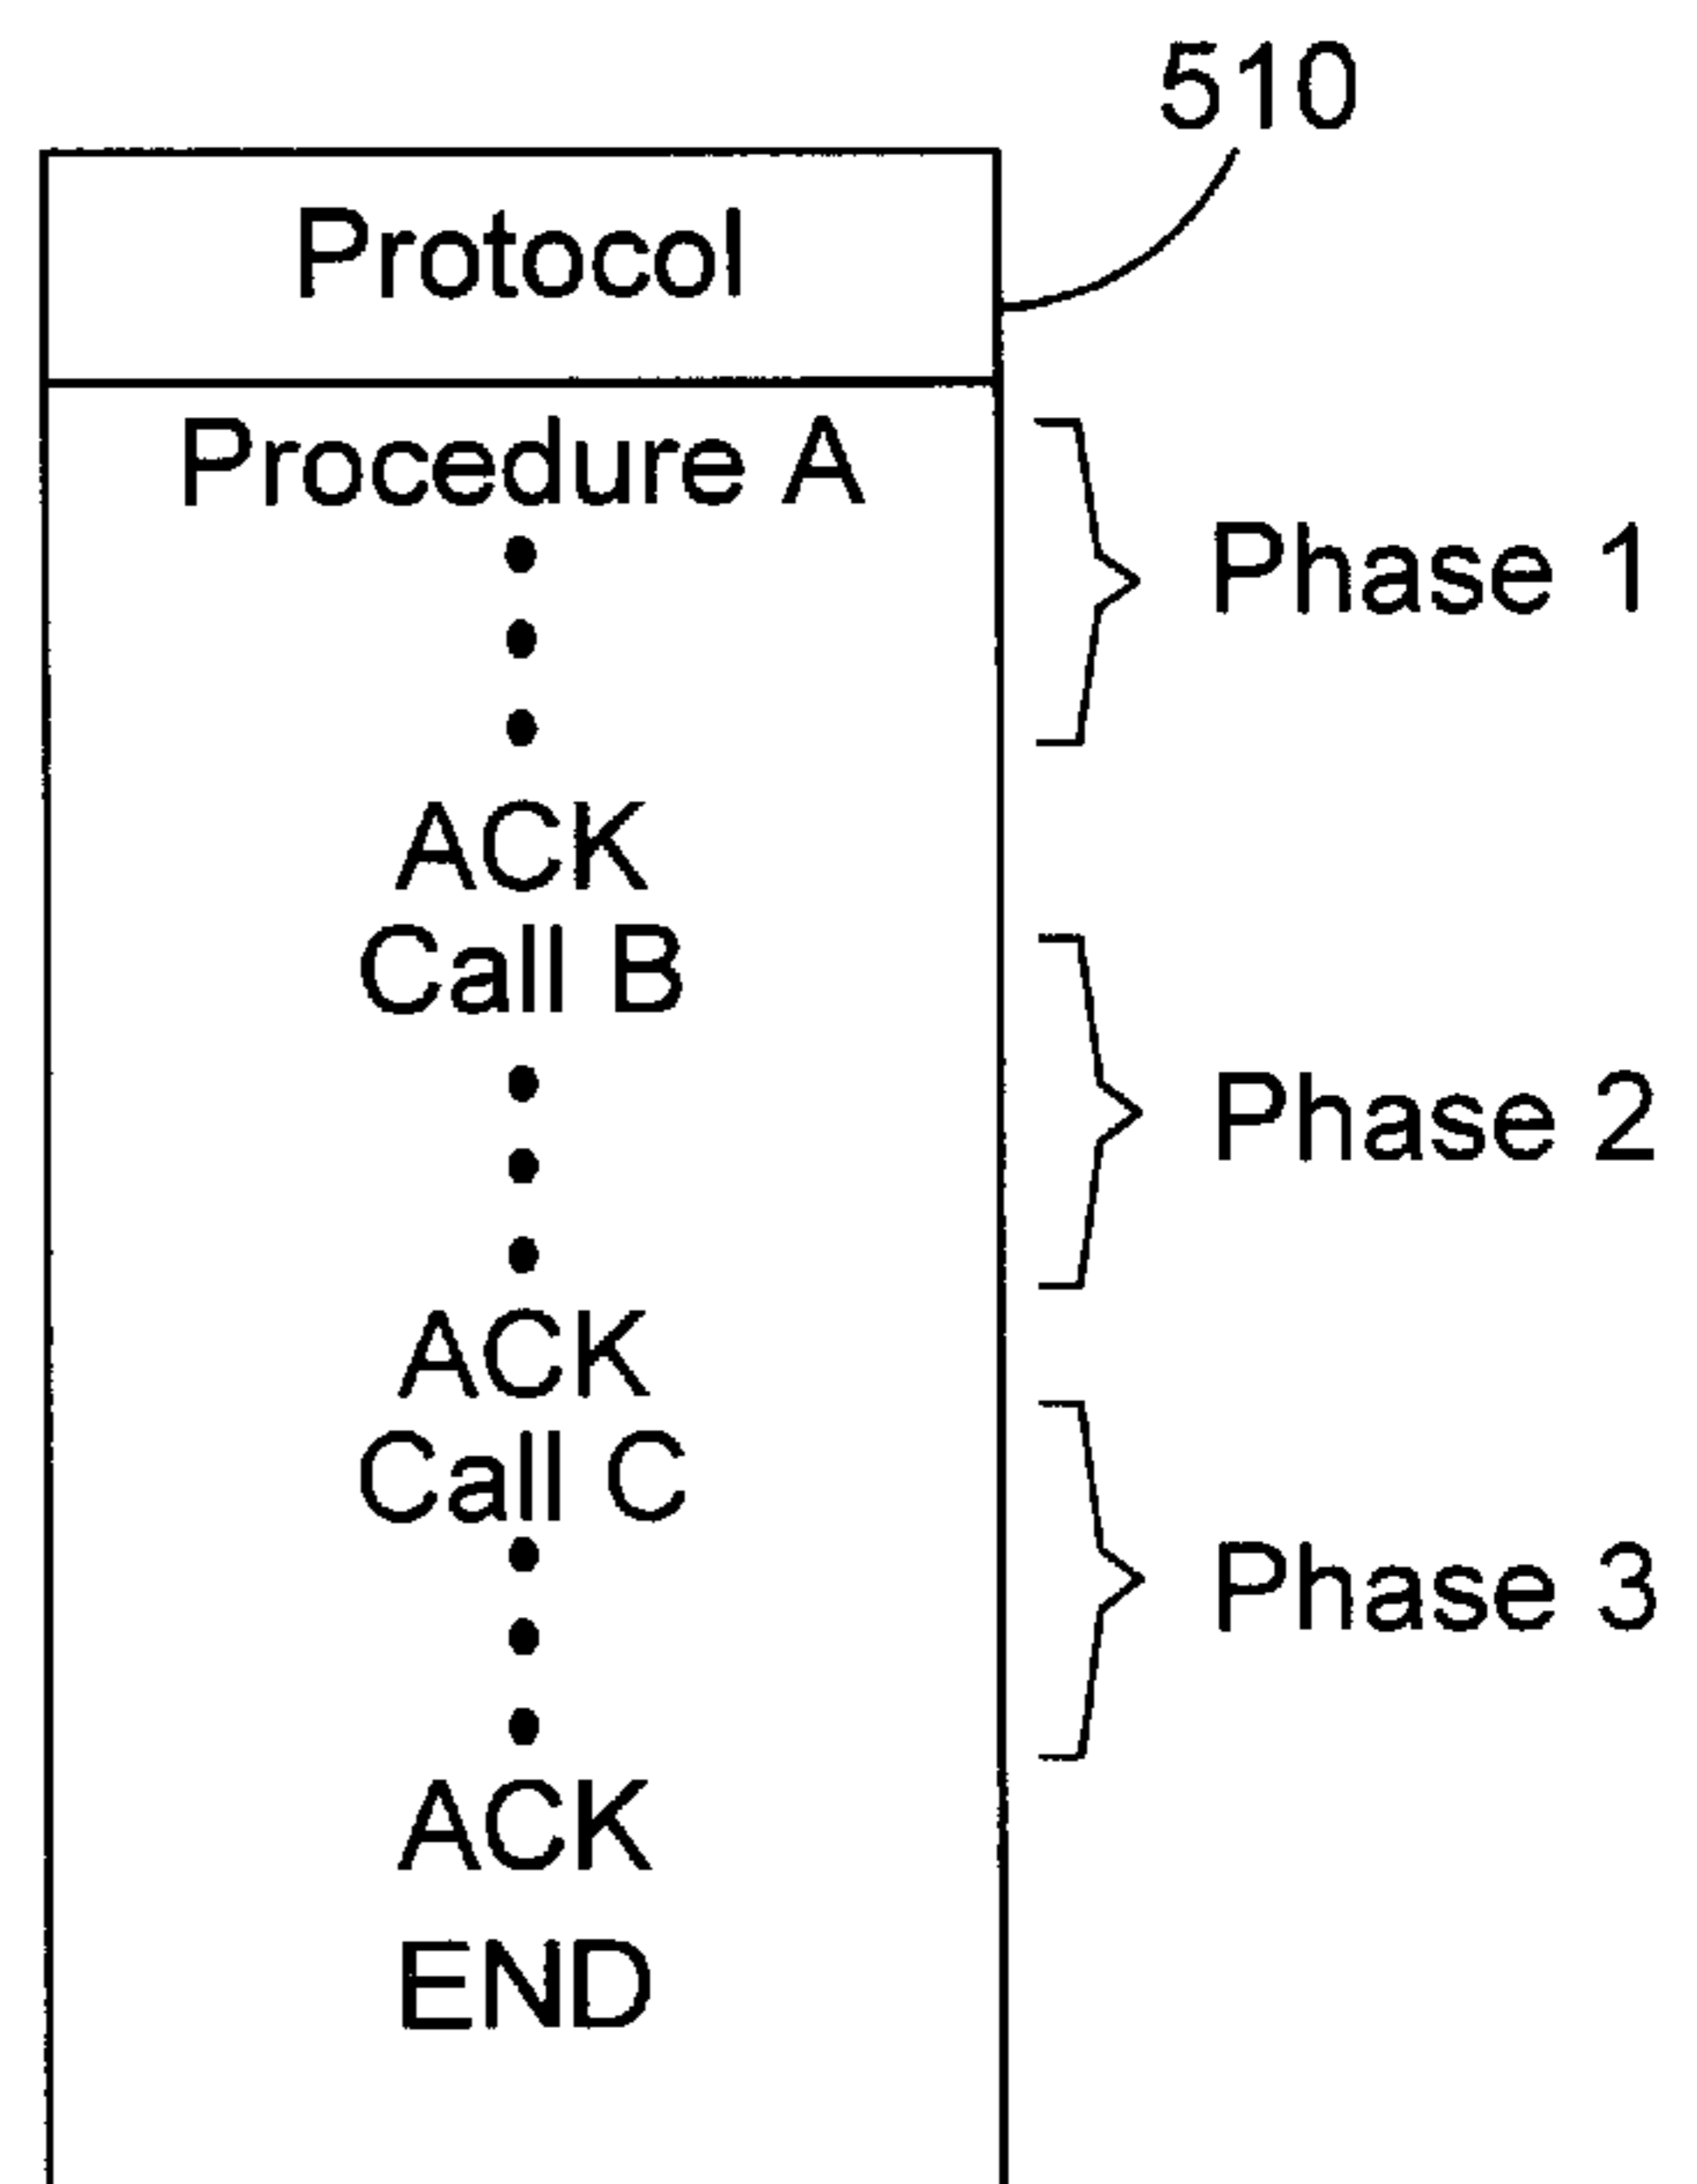 510
Protocol
Procedure A
Phase 1
ACK
Call B
Phase 2
ACK
Call C
Phase 3
ACK
END